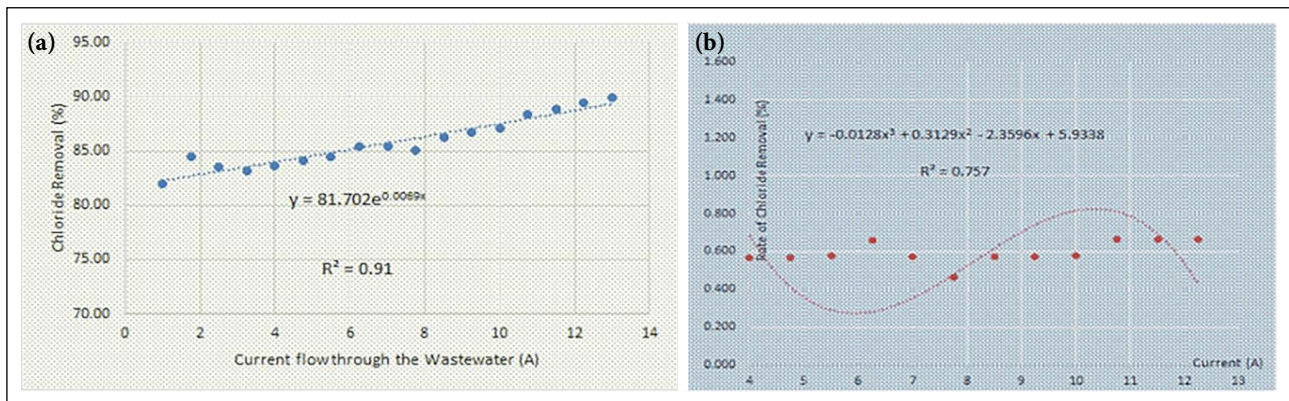 (a)
95.00
90.00
85.00
80.00
75.00
70.00
Chloride Removal (%)
y = 81.702e^0.0069x
R² = 0.91
0 2 4 6 8 10 12 14
Current flowthrough the Wastewater (A)
(b)
1.600
1.400
1.200
1.000
0.800
0.600
0.400
0.200
0.000
Rate of Chloride Removal (%)
y = -0.0128x³ + 0.3129x² - 2.3596x + 5.9338
R² = 0.757
Current (A)
4 5 6 7 8 9 10 11 12 13